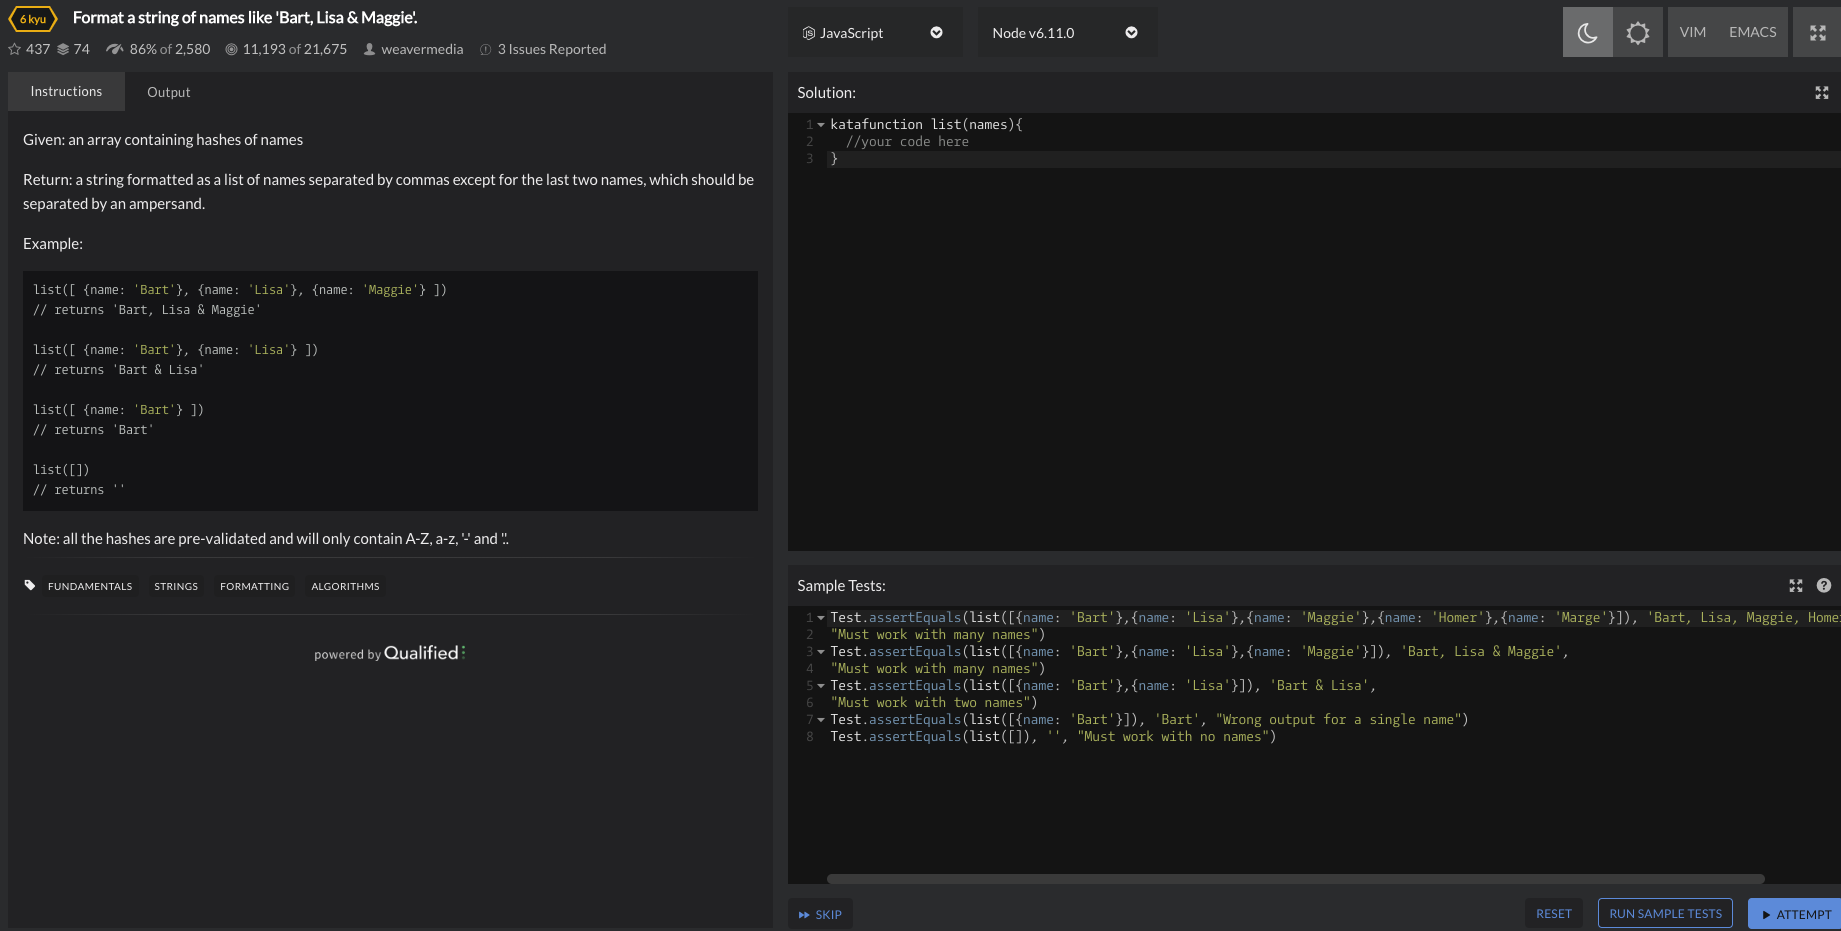 6 kyu
Format a string of names like 'Bart, Lisa & Maggie'.
437 74 86% of 2,580 11,193 of 21,675 weavermedia 3 Issues Reported
JavaScript
Node v6.11.0
VIM EMACS
Instructions Output
Given: an array containing hashes of names
Return: a string formatted as a list of names separated by commas except for the last two names, which should be
separated by an ampersand.
Example:
list([ {name: 'Bart'}, {name: 'Lisa'}, {name: 'Maggie'} ])
// returns 'Bart, Lisa & Maggie'
list([ {name: 'Bart'}, {name: 'Lisa'} ])
// returns 'Bart & Lisa'
list([ {name: 'Bart'} ])
// returns 'Bart'
list([])
// returns ''
Note: all the hashes are pre-validated and will only contain A-Z, a-z, '-' and '.'.
FUNDAMENTALS STRINGS FORMATTING ALGORITHMS
powered by Qualified
Solution:
1 katafunction list(names){
2 //your code here
3 }
Sample Tests:
1 Test.assertEquals(list([{name: 'Bart'},{name: 'Lisa'},{name: 'Maggie'},{name: 'Homer'},{name: 'Marge'}]), 'Bart, Lisa, Maggie, Home
2 "Must work with many names")
3 Test.assertEquals(list([{name: 'Bart'},{name: 'Lisa'},{name: 'Maggie'}]), 'Bart, Lisa & Maggie',
4 "Must work with many names")
5 Test.assertEquals(list([{name: 'Bart'},{name: 'Lisa'}]), 'Bart & Lisa',
6 "Must work with two names")
7 Test.assertEquals(list([{name: 'Bart'}]), 'Bart', "Wrong output for a single name")
8 Test.assertEquals(list([]), '', "Must work with no names")
SKIP
RESET
RUN SAMPLE TESTS
ATTEMPT